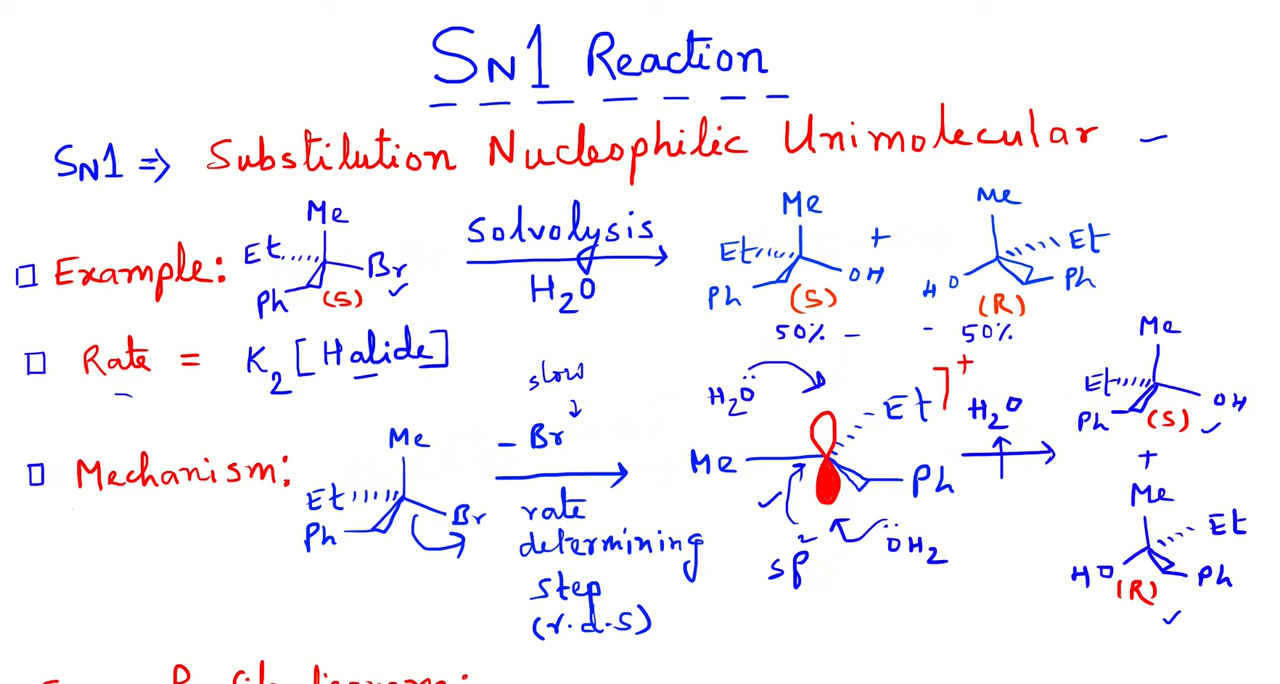 SN1 Reaction
SN1 ⇒ Substilution Nucleophilic Unimolecular –
□ Example: Me Et Br Ph (S) Solvolysis H2O Me Et OH Ph (S) 50% – + Me Et HO Ph (R) – 50%
□ Rate = K2 [Halide]
□ Mechanism: Me Et Br Ph
slow
– Br
rate
determining
step
(r.d.s)
H2O Me Et ]+ Ph
sp2 ÖH2
H2O
Me
Et OH
Ph (S) ✓
+
Me
Et
HO Ph
(R) ✓